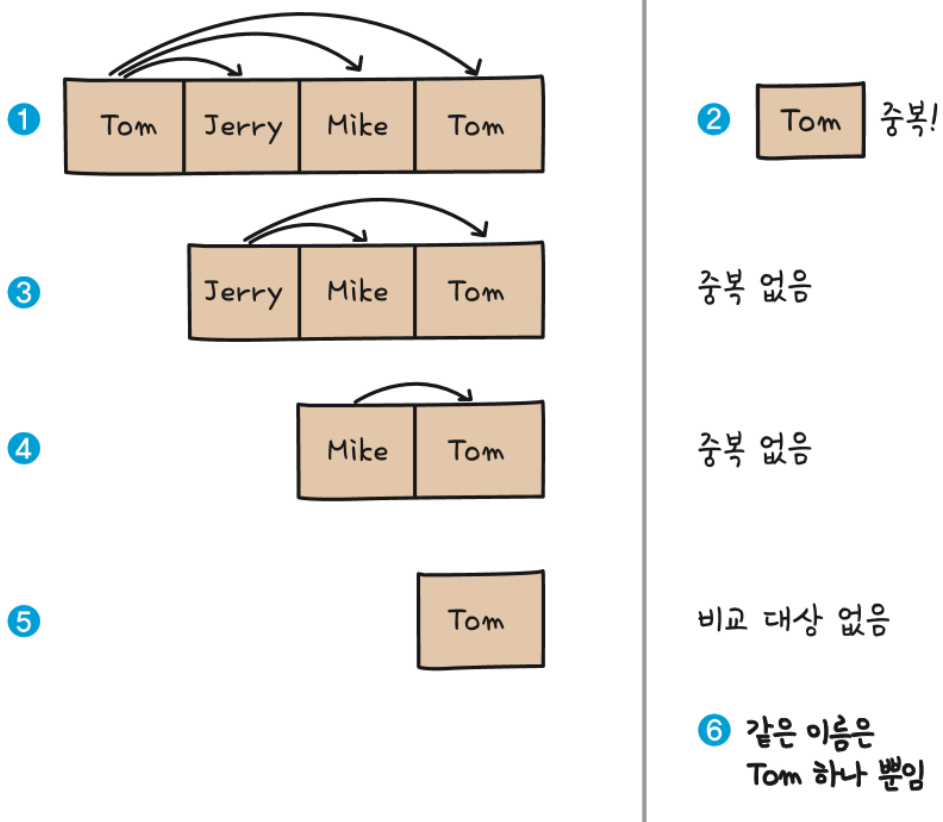 1 Tom Jerry Mike Tom
2 Tom 중복!
3 Jerry Mike Tom
중복 없음
4 Mike Tom
중복 없음
5 Tom
비교 대상 없음
6 같은 이름은
Tom 하나 뿐임